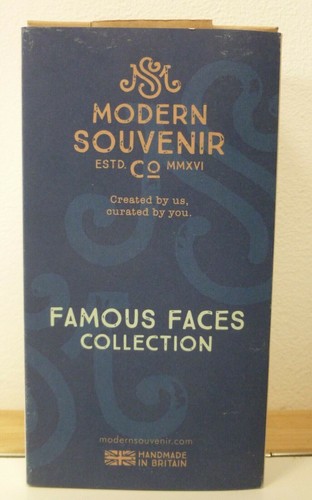 MS
MODERN
SOUVENIR
ESTD. Co MMXVI
Created by us,
curated by you.
FAMOUS FACES
COLLECTION
modernsouvenir.com
HANDMADE
IN BRITAIN